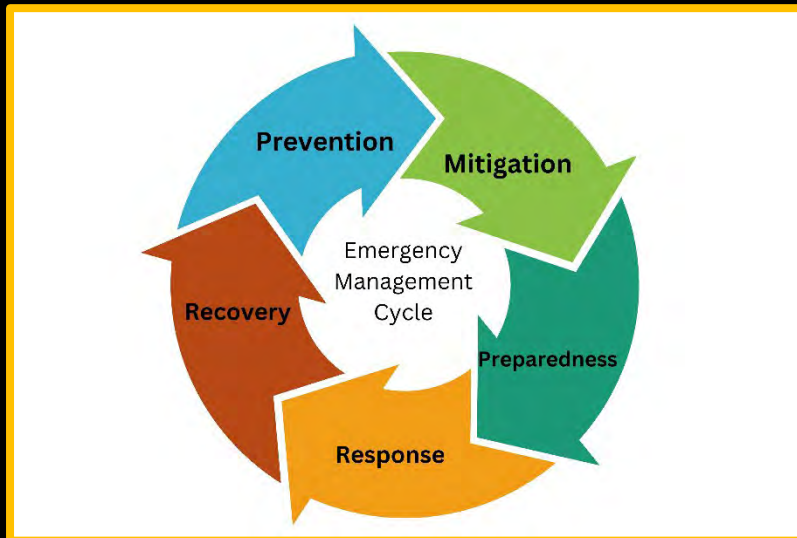 Prevention
Mitigation
Emergency
Management
Cycle
Recovery
Preparedness
Response